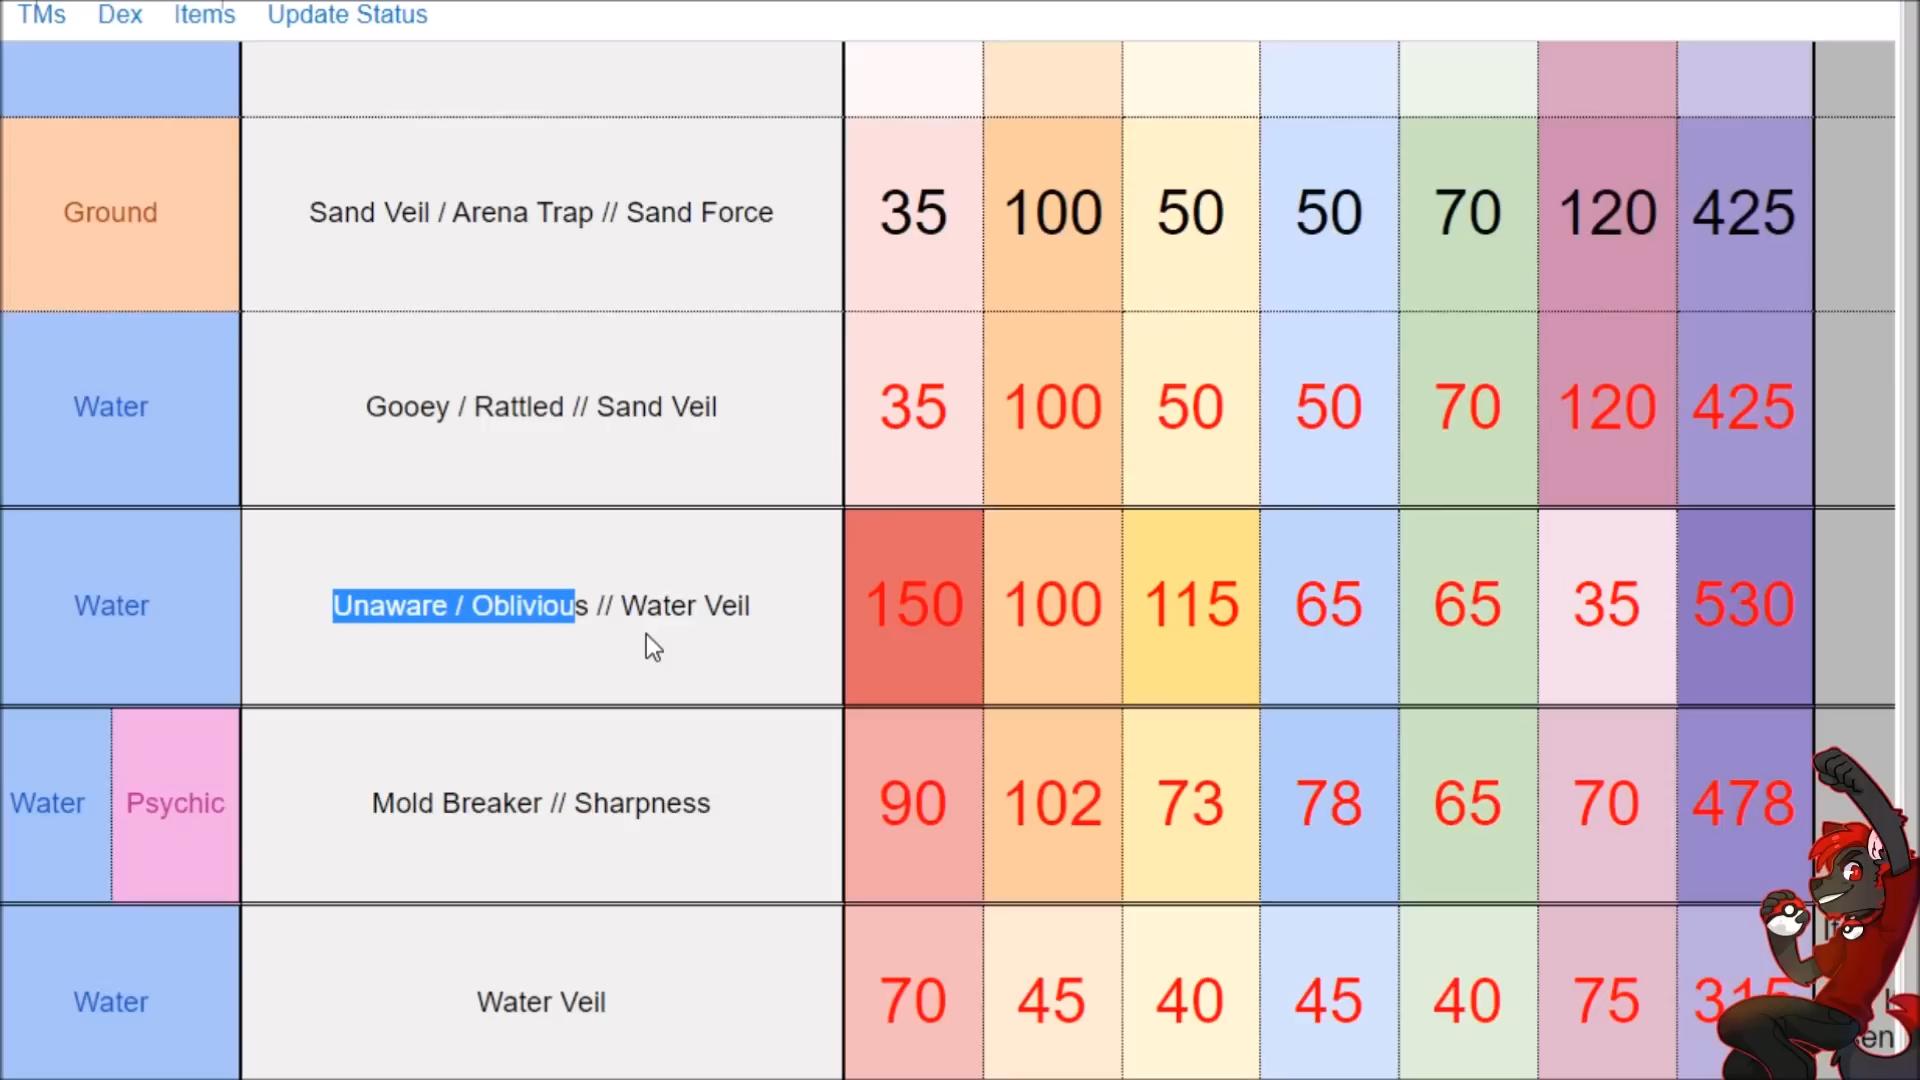 TMs Dex Items Update Status
Ground Sand Veil / Arena Trap // Sand Force 35 100 50 50 70 120 425
Water Gooey / Rattled // Sand Veil 35 100 50 50 70 120 425
Water Unaware / Oblivious // Water Veil 150 100 115 65 65 35 530
Water Psychic Mold Breaker // Sharpness 90 102 73 78 65 70 478
Water Water Veil 70 45 40 45 40 75 315
en